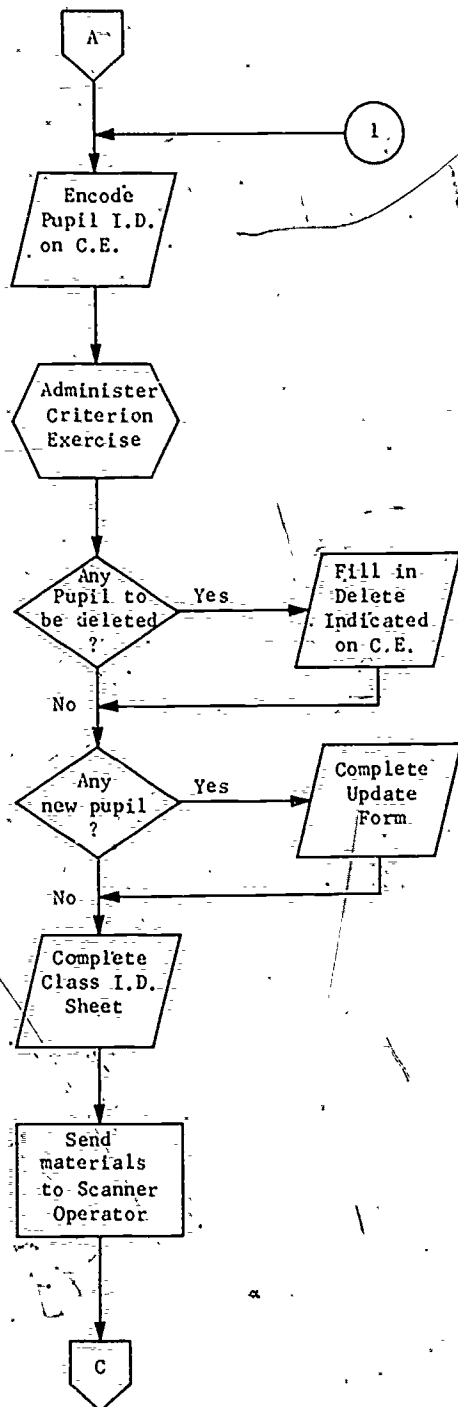 A
1
Encode
Pupil I.D.
on C.E.
Administer
Criterion
Exercise
Any
Pupil to
be deleted
?
Yes
Fill in
Delete
Indicated
on C.E.
No
Any
new pupil
?
Yes
Complete
Update
Form
No
Complete
Class I.D.
Sheet
Send
materials
to Scanner
Operator
C